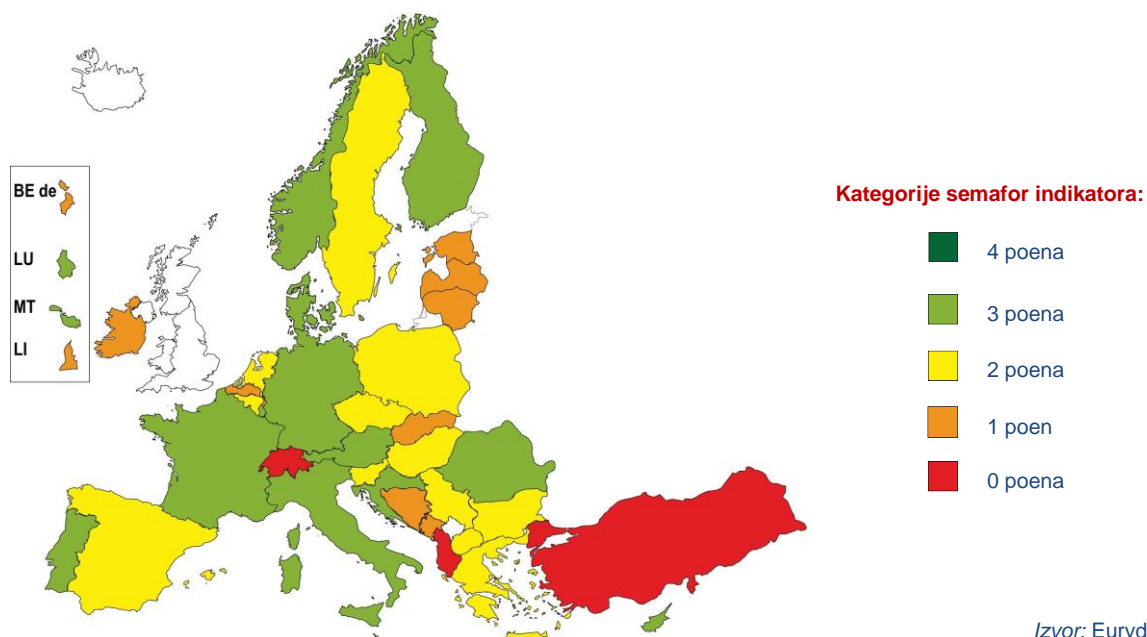 BE de
LU
MT
LI
Kategorije semafor indikatora:
4 poena
3 poena
2 poena
1 poen
0 poena
Izvor: Euryd